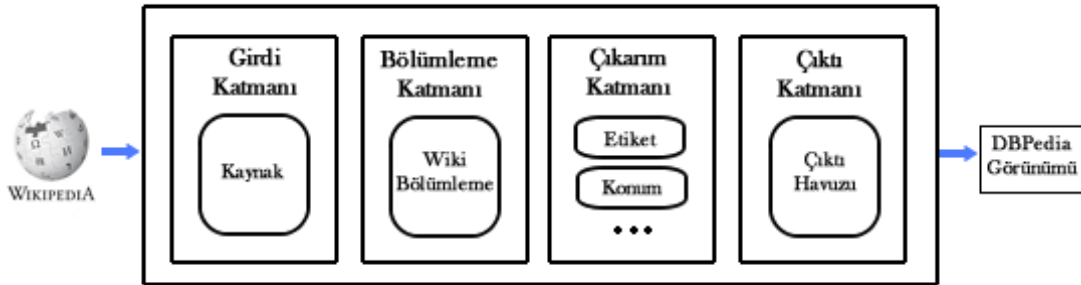 WIKIPEDIA
Girdi
Katmanı
Kaynak
Bölümleme
Katmanı
Wiki
Bölümleme
Çıkarım
Katmanı
Etiket
Konum
•••
Çıktı
Katmanı
Çıktı
Havuzu
DBPedia
Görünümü